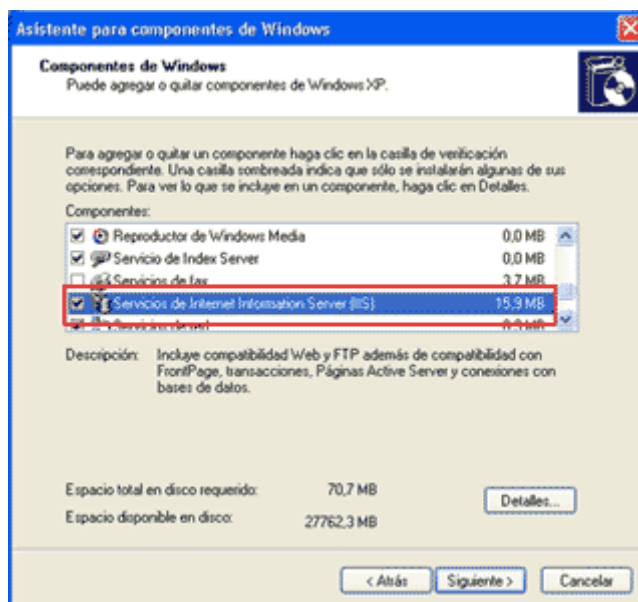 Asistente para componentes de Windows
Componentes de Windows
Puede agregar o quitar componentes de Windows XP.
Para agregar o quitar un componente haga clic en la casilla de verificación
correspondiente. Una casilla sombreada indica que sólo se instalarán algunas de sus
opciones. Para ver lo que se incluye en un componente, haga clic en Detalles.
Componentes:
Reproductor de Windows Media 0,0 MB
Servicio de Index Server 0,0 MB
Servicios de fax 3,7 MB
Servicios de Internet Information Server (IIS) 15,9 MB
Servicios de red 0,3 MB
Descripción: Incluye compatibilidad Web y FTP además de compatibilidad con
FrontPage, transacciones, Páginas Active Server y conexiones con
bases de datos.
Espacio total en disco requerido: 70,7 MB
Detalles...
Espacio disponible en disco: 27762,3 MB
< Atrás Siguiente > Cancelar